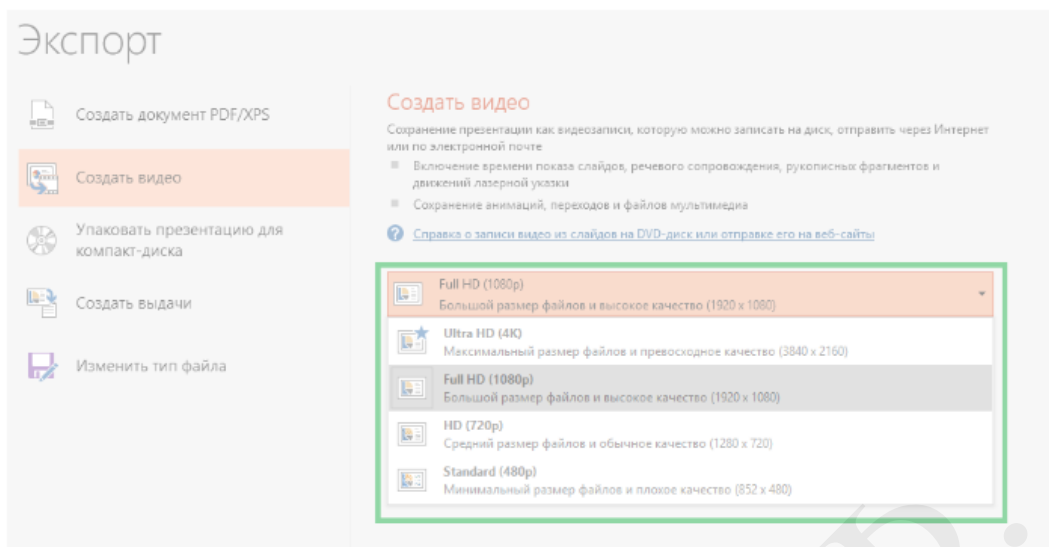 Экспорт
Создать документ PDF/XPS
Создать видео
Упаковать презентацию для
компакт-диска
Создать выдачи
Изменить тип файла
Создать видео
Сохранение презентации как видеозаписи, которую можно записать на диск, отправить через Интернет
или по электронной почте
Включение времени показа слайдов, речевого сопровождения, рукописных фрагментов и
движений лазерной указки
Сохранение анимаций, переходов и файлов мультимедиа
Справка о записи видео из слайдов на DVD-диск или отправке его на веб-сайты
Full HD (1080p)
Большой размер файлов и высокое качество (1920 x 1080)
Ultra HD (4K)
Максимальный размер файлов и превосходное качество (3840 x 2160)
Full HD (1080p)
Большой размер файлов и высокое качество (1920 x 1080)
HD (720p)
Средний размер файлов и обычное качество (1280 x 720)
Standard (480p)
Минимальный размер файлов и плохое качество (852 x 480)